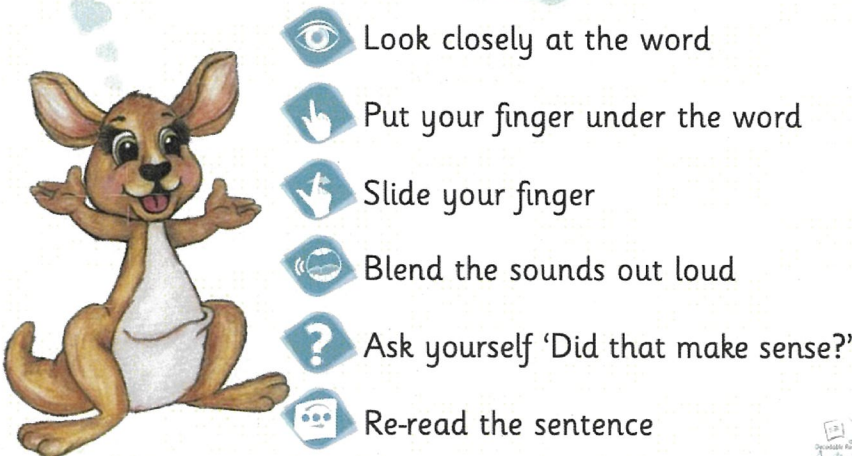 Look closely at the word
Put your finger under the word
Slide your finger
Blend the sounds out loud
Ask yourself ‘Did that make sense?’
Re-read the sentence